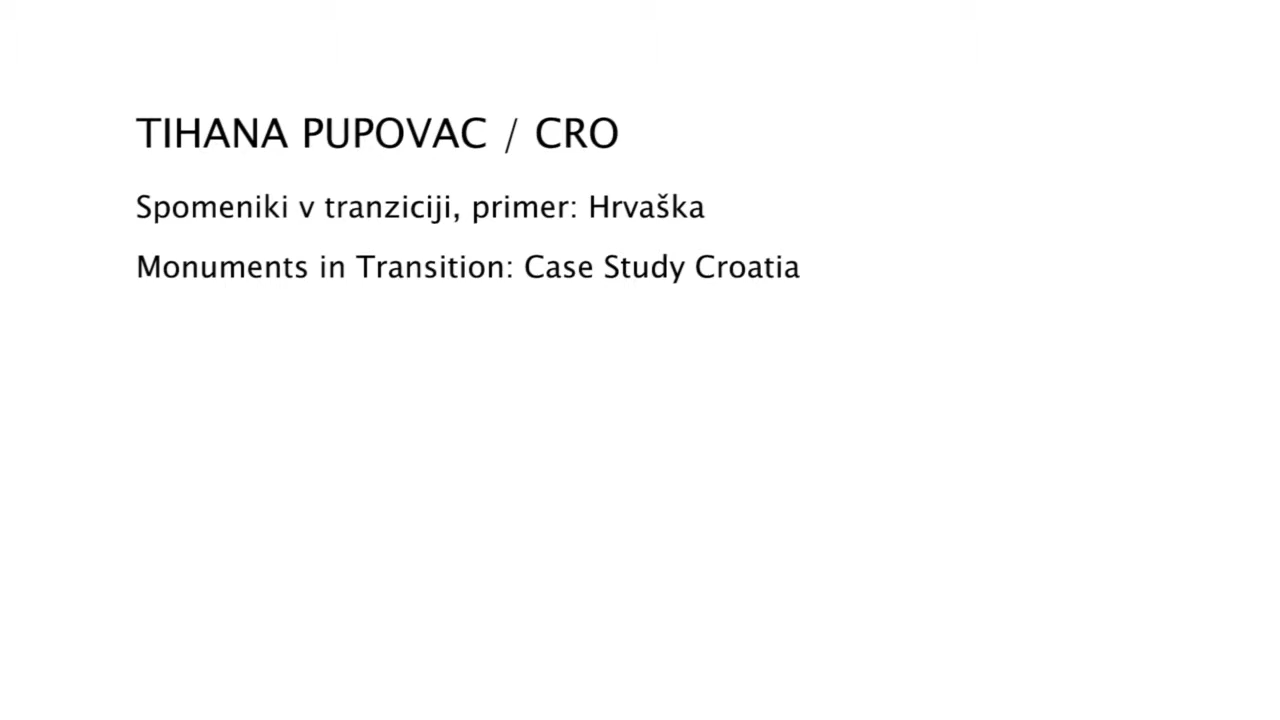 TIHANA PUPOVAC / CRO
Spomeniki v tranziciji, primer: Hrvaška
Monuments in Transition: Case Study Croatia